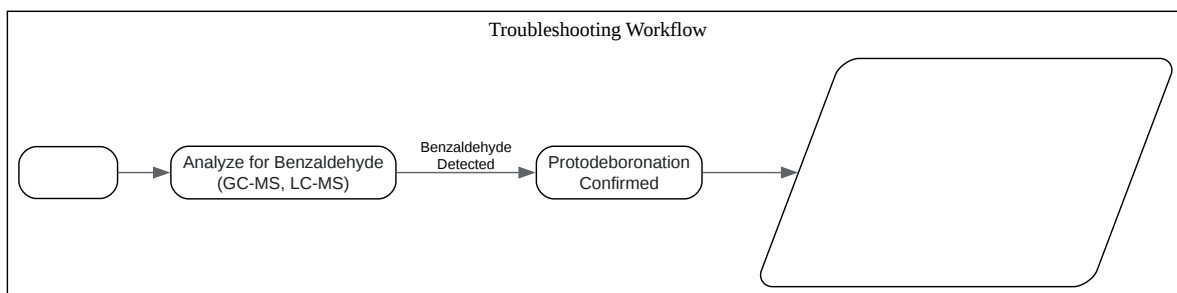 Troubleshooting Workflow
Analyze for Benzaldehyde
(GC-MS, LC-MS)
Benzaldehyde
Detected
Protodeboronation
Confirmed